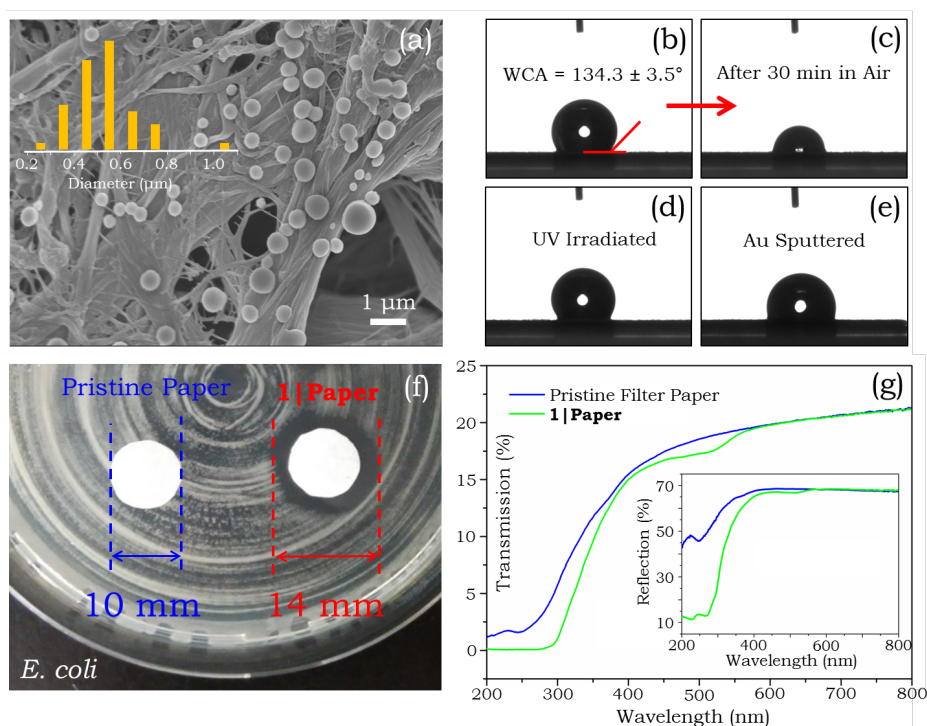 (a)
0.2 0.4 0.6 0.8 1.0
Diameter (µm)
1 µm
(b)
WCA = 134.3 ± 3.5°
(c)
After 30 min in Air
(d)
UV Irradiated
(e)
Au Sputtered
Pristine Paper
1|Paper
(f)
10 mm
14 mm
E. coli
(g)
Pristine Filter Paper
1|Paper
25
20
15
10
5
0
Transmission (%)
200 300 400 500 600 700 800
Wavelength (nm)
70
50
30
10
Reflection (%)
200 400 600 800
Wavelength (nm)